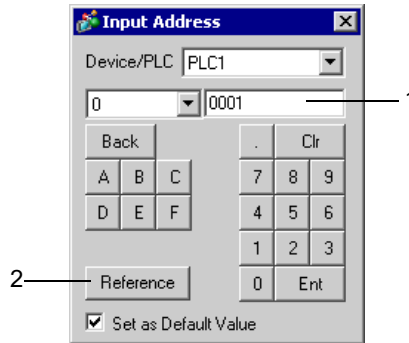 Input Address
Device/PLC PLC1
0 0001 1
Back . Clr
A B C 7 8 9
D E F 4 5 6
1 2 3
2 Reference 0 Ent
Set as Default Value